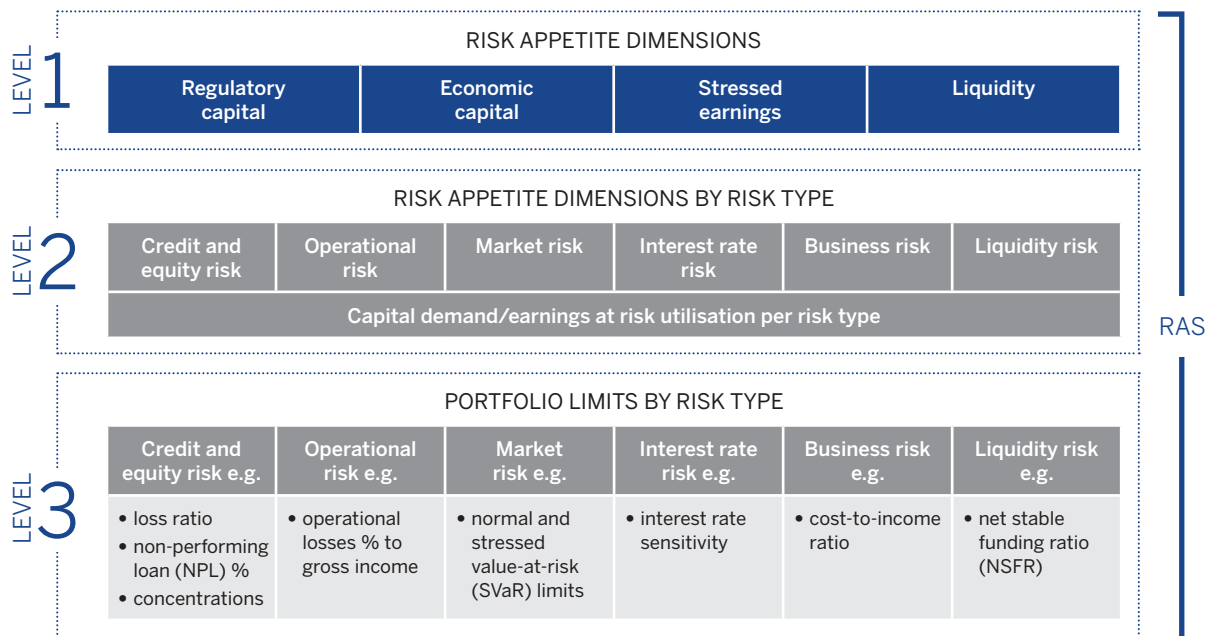 LEVEL 1
RISK APPETITE DIMENSIONS
Regulatory
capital
Economic
capital
Stressed
earnings
Liquidity
LEVEL 2
RISK APPETITE DIMENSIONS BY RISK TYPE
Credit and
equity risk
Operational
risk
Market risk
Interest rate
risk
Business risk
Liquidity risk
Capital demand/earnings at risk utilisation per risk type
RAS
LEVEL 3
PORTFOLIO LIMITS BY RISK TYPE
Credit and
equity risk e.g.
Operational
risk e.g.
Market
risk e.g.
Interest rate
risk e.g.
Business risk
e.g.
Liquidity risk
e.g.
• loss ratio
• non-performing
loan (NPL) %
• concentrations
• operational
losses % to
gross income
• normal and
stressed
value-at-risk
(SVaR) limits
• interest rate
sensitivity
• cost-to-income
ratio
• net stable
funding ratio
(NSFR)